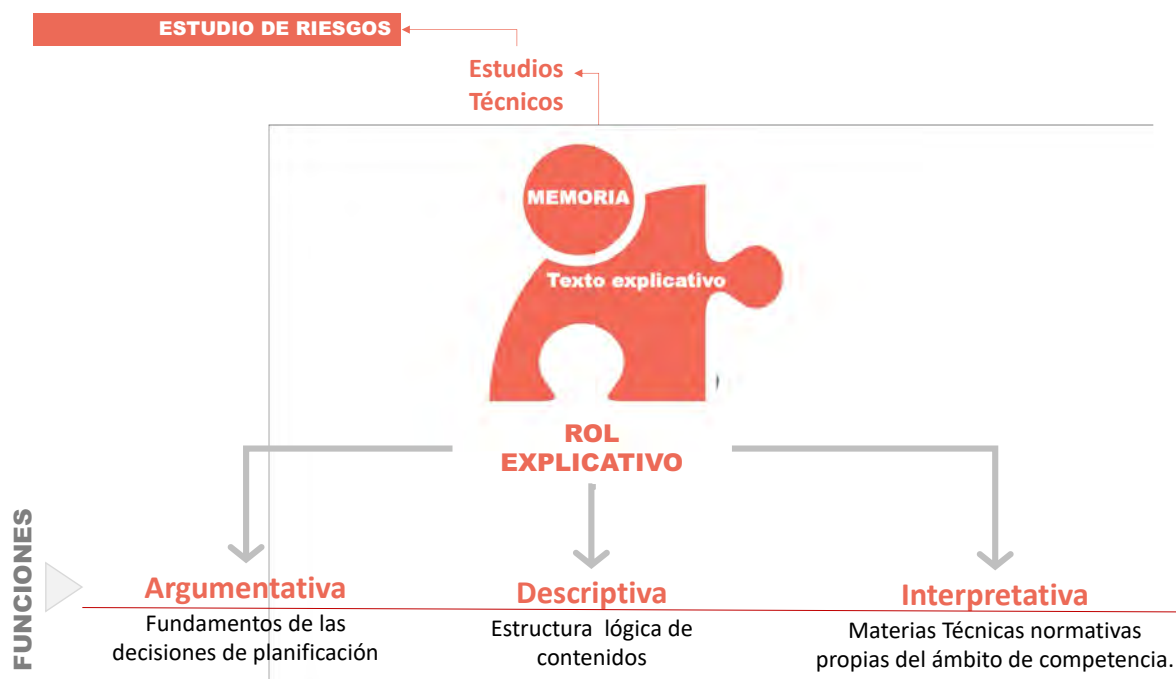 ESTUDIO DE RIESGOS
Estudios
Técnicos
MEMORIA
Texto explicativo
ROL
EXPLICATIVO
FUNCIONES
Argumentativa
Fundamentos de las
decisiones de planificación
Descriptiva
Estructura lógica de
contenidos
Interpretativa
Materias Técnicas normativas
propias del ámbito de competencia.